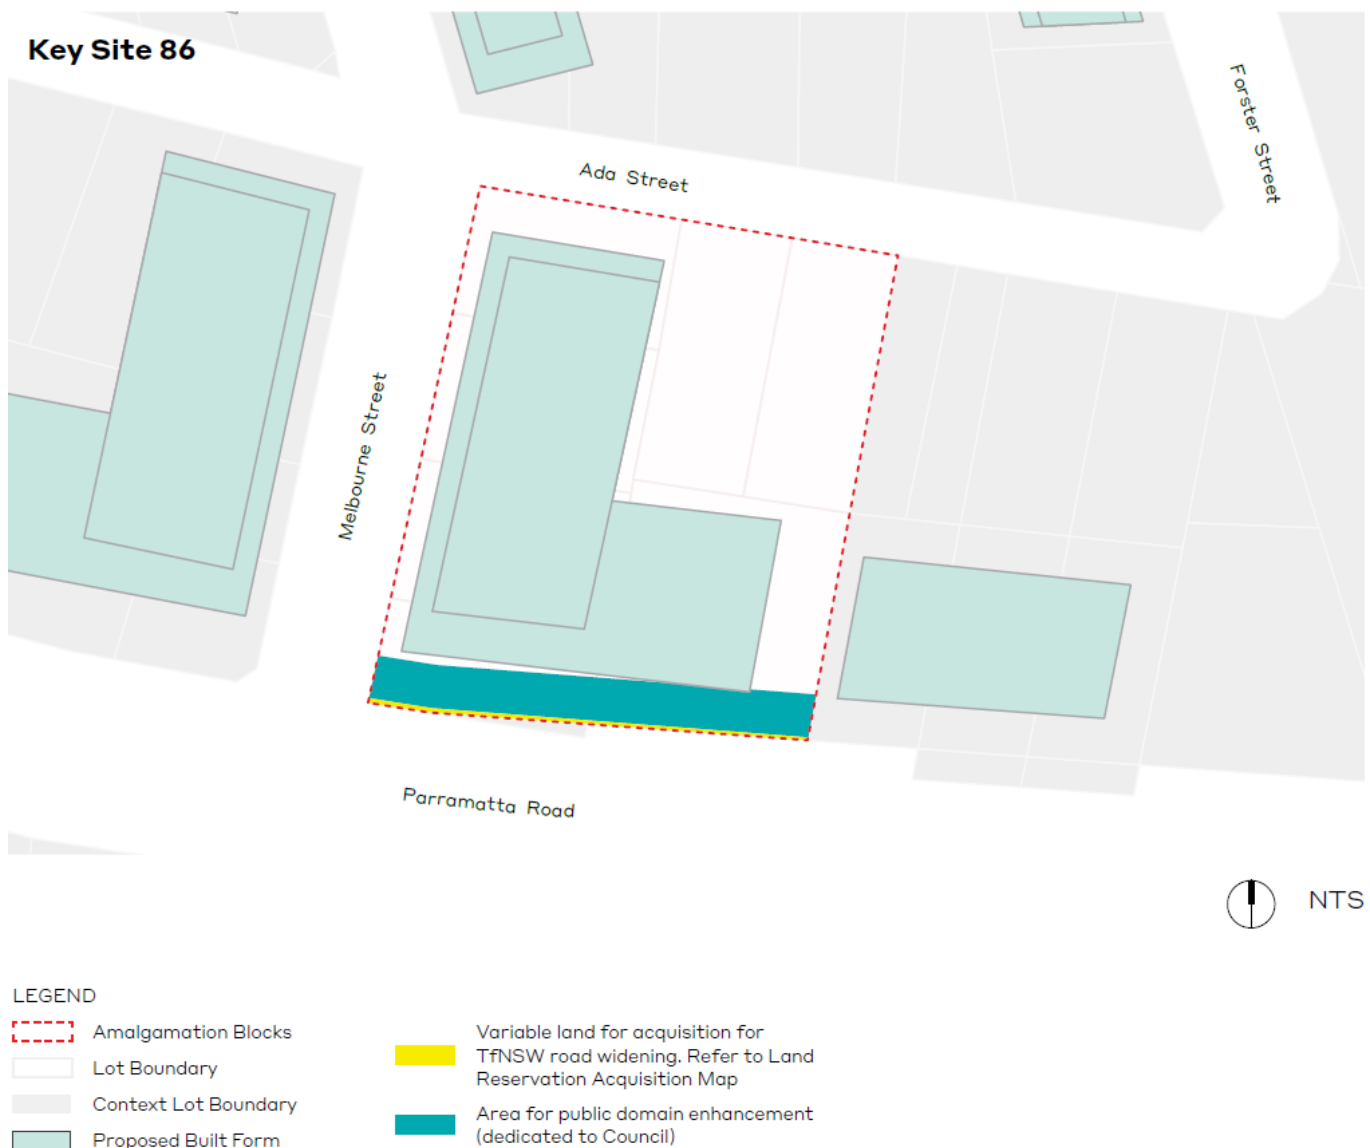 Key Site 86
Forster Street
Ada Street
Melbourne Street
Parramatta Road
NTS
LEGEND
Amalgamation Blocks
Lot Boundary
Context Lot Boundary
Proposed Built Form
Variable land for acquisition for
TfNSW road widening. Refer to Land
Reservation Acquisition Map
Area for public domain enhancement
(dedicated to Council)